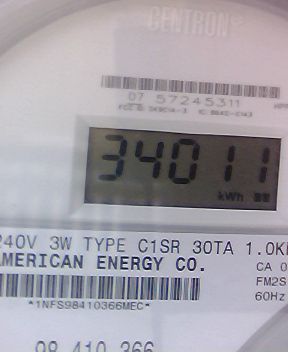 CENTRON
07 57245311
34011
kWh
240V 3W TYPE C1SR 30TA 1.0K
AMERICAN ENERGY CO.
CA 0
FM2S
60Hz
*1NFS98410366MEC*
98 410 366